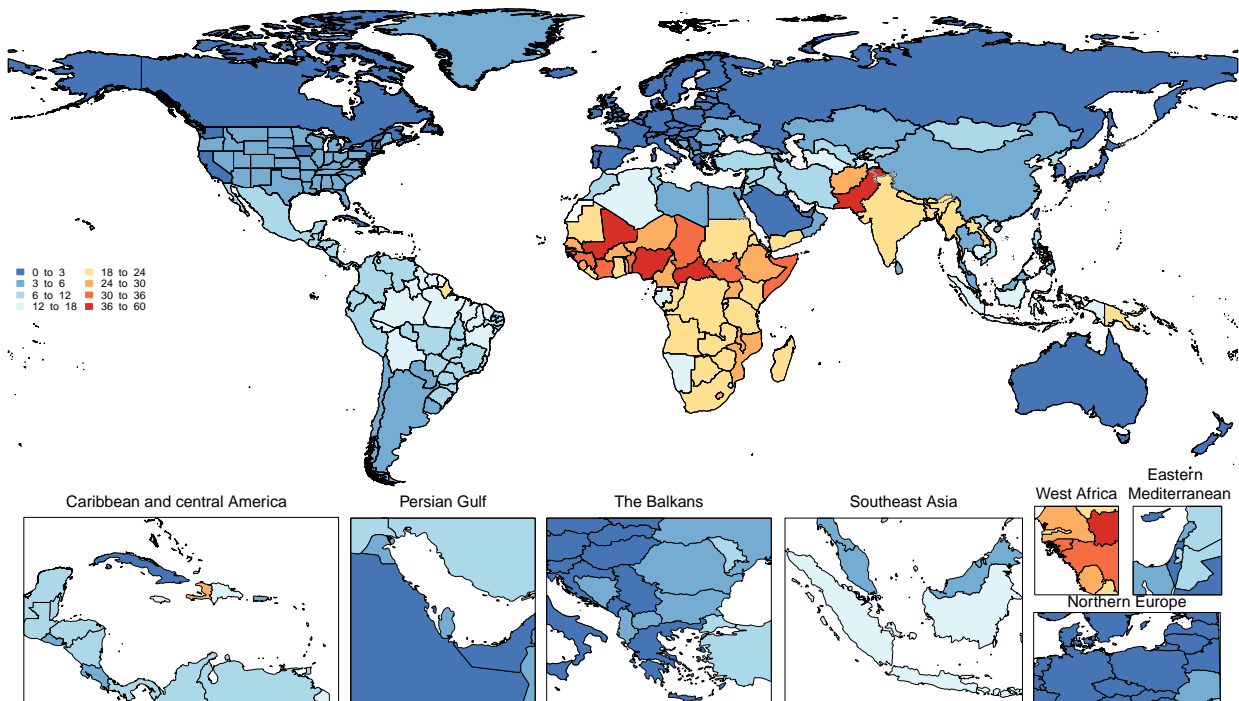 0 to 3
3 to 6
6 to 12
12 to 18
18 to 24
24 to 30
30 to 36
36 to 60
Caribbean and central America
Persian Gulf
The Balkans
Southeast Asia
West Africa
Eastern
Mediterranean
Northern Europe